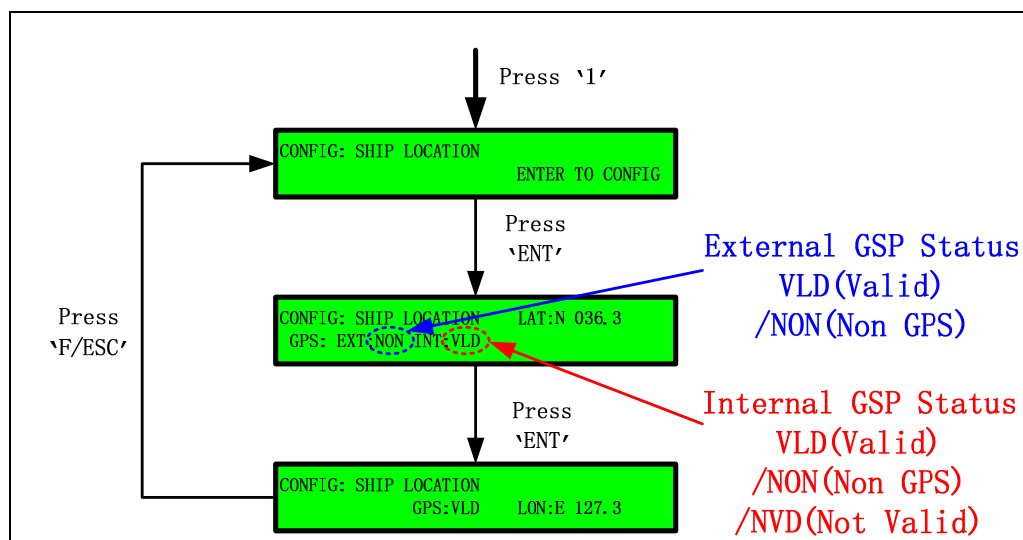 Press ‘1’
CONFIG: SHIP LOCATION
ENTER TO CONFIG
Press
‘ENT’
External GSP Status
VLD(Valid)
/NON(Non GPS)
CONFIG: SHIP LOCATION LAT:N 036.3
GPS: EXT:NON INT:VLD
Press
‘F/ESC’
Press
‘ENT’
Internal GSP Status
VLD(Valid)
/NON(Non GPS)
/NVD(Not Valid)
CONFIG: SHIP LOCATION
GPS:VLD LON:E 127.3